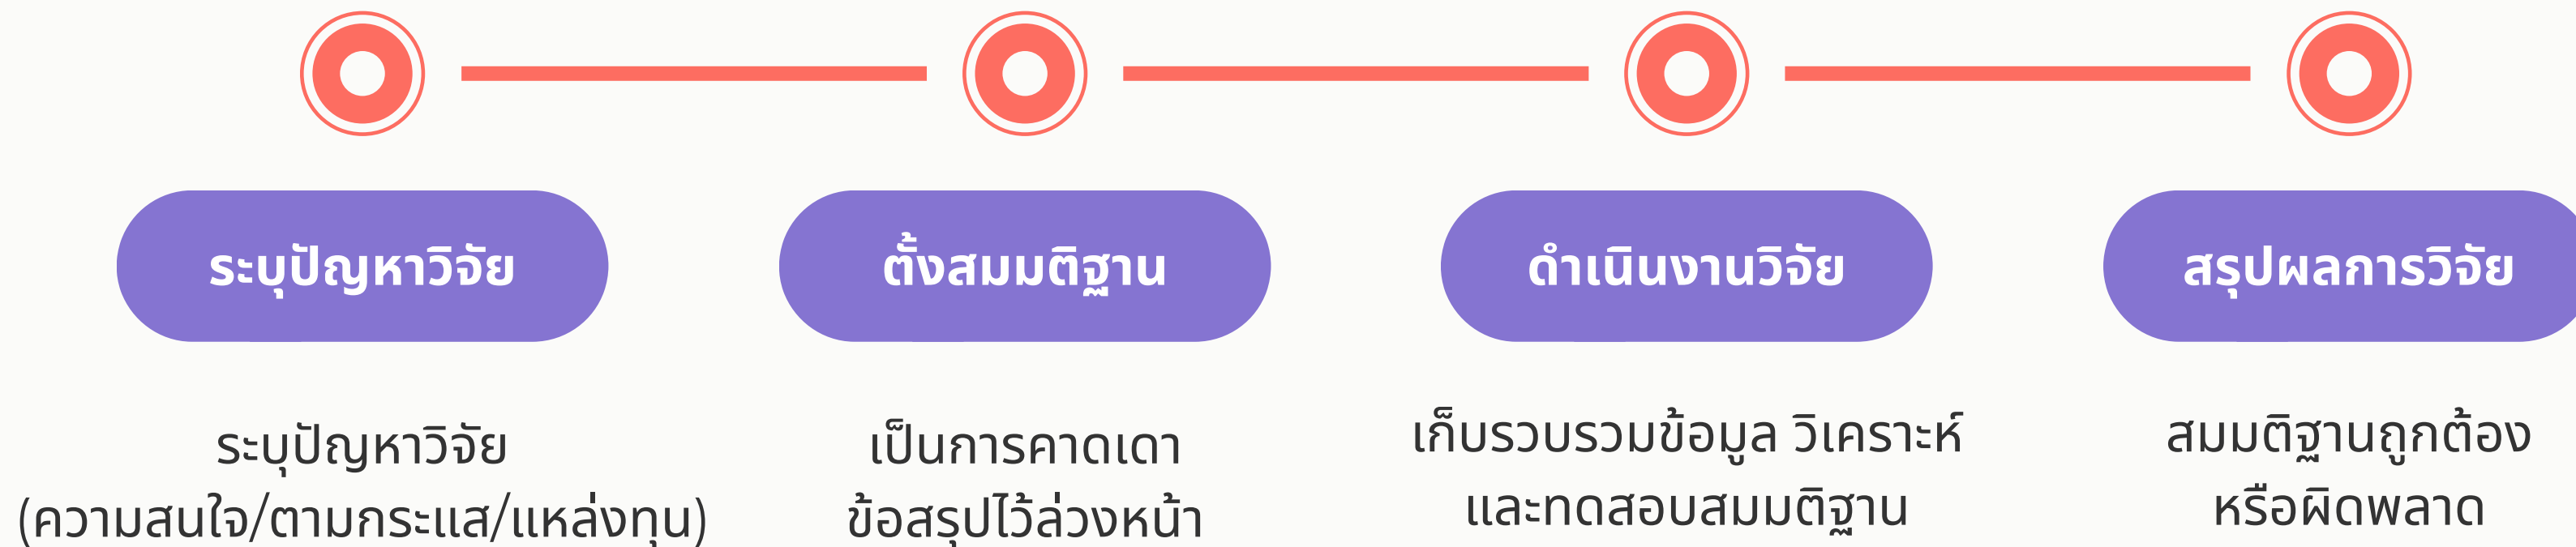 ระบุปัญหาวิจัย
ตั้งสมมติฐาน
ดำเนินงานวิจัย
สรุปผลการวิจัย
ระบุปัญหาวิจัย
(ความสนใจ/ตามกระแส/แหล่งทุน)
เป็นการคาดเดา
ข้อสรุปไว้ล่วงหน้า
เก็บรวบรวมข้อมูล วิเคราะห์
และทดสอบสมมติฐาน
สมมติฐานถูกต้อง
หรือผิดพลาด